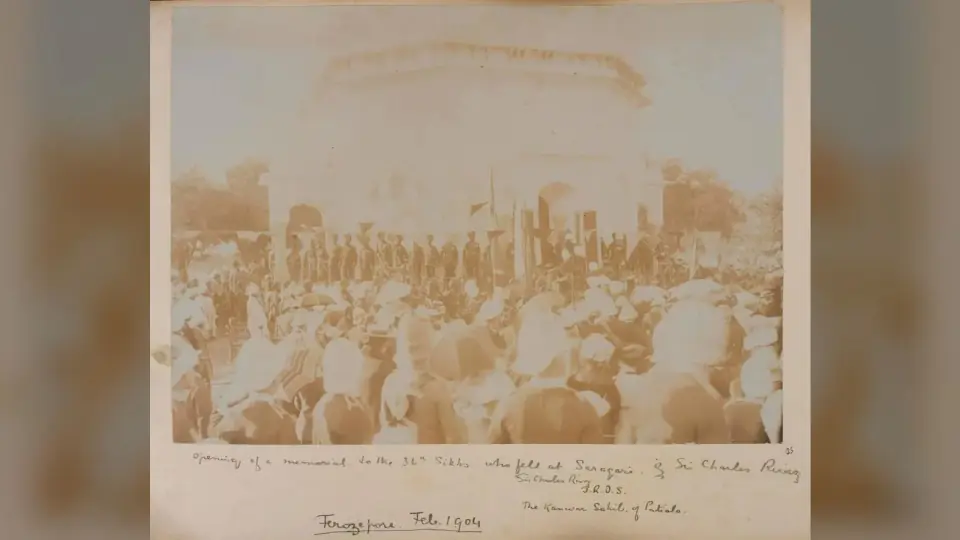 Opening of a memorial to the 36th Sikhs who fell at Saragari. by Sir Charles Rivaz
Sir Charles Rivaz
The Kanwar Sahib. of Patiala.
Ferozepore. Feb. 1904